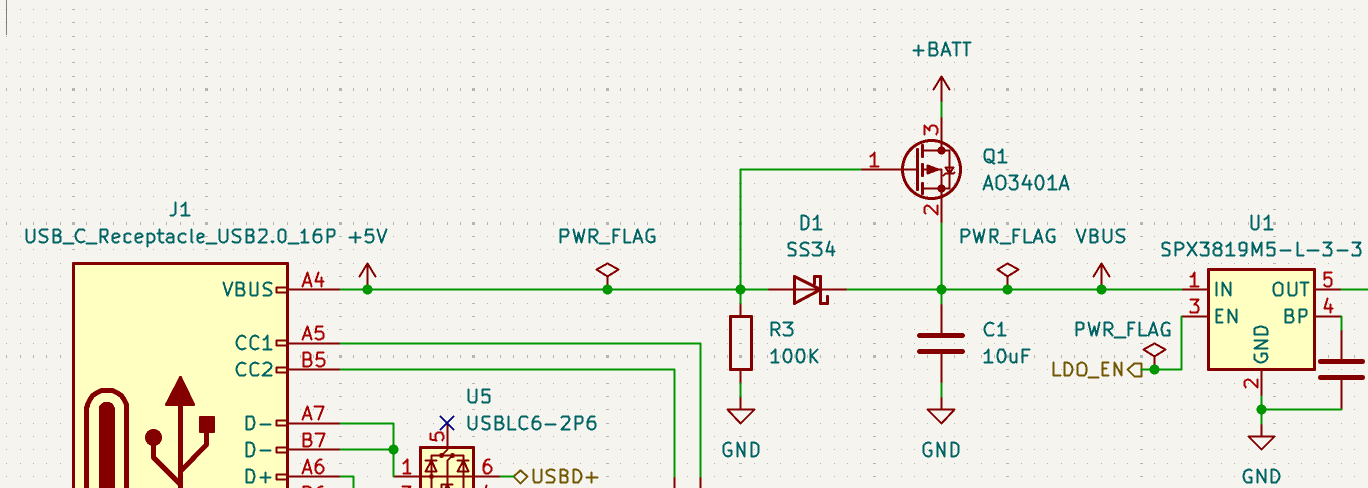 +BATT
3
1
Q1
AO3401A
2
J1
USB_C_Receptacle_USB2.0_16P
+5V
PWR_FLAG
D1
SS34
PWR_FLAG
VBUS
U1
SPX3819M5-L-3-3
VBUS
A4
1
IN
OUT
5
3
EN
BP
4
GND
2
CC1
A5
CC2
B5
R3
100K
C1
10uF
PWR_FLAG
LDO_EN
U5
USBLC6-2P6
5
D-
A7
D-
B7
D+
A6
1
6
USBD+
GND
GND
GND